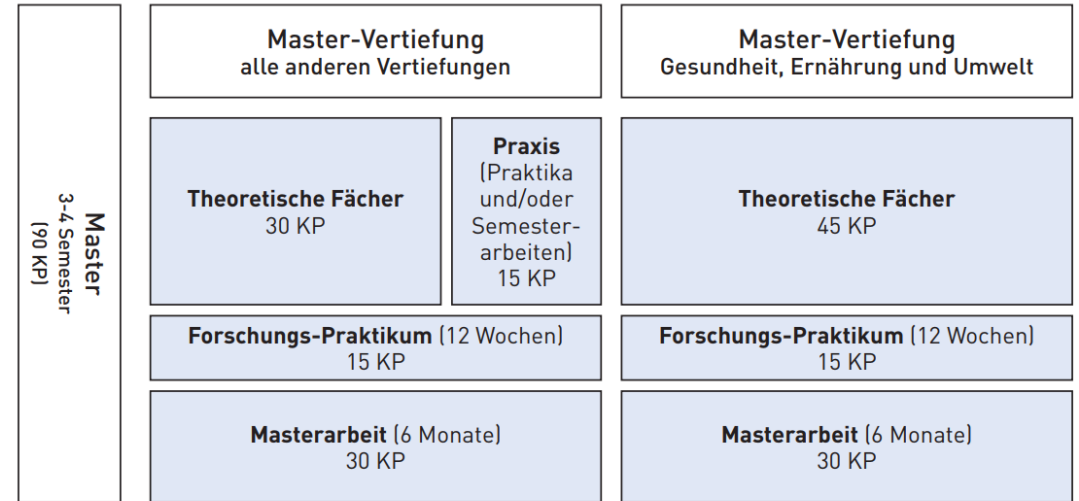 Master
3-4 Semester
(90 KP)
Master-Vertiefung
alle anderen Vertiefungen
Master-Vertiefung
Gesundheit, Ernährung und Umwelt
Theoretische Fächer
30 KP
Praxis
(Praktika
und/oder
Semester-
arbeiten)
15 KP
Theoretische Fächer
45 KP
Forschungs-Praktikum (12 Wochen)
15 KP
Forschungs-Praktikum (12 Wochen)
15 KP
Masterarbeit (6 Monate)
30 KP
Masterarbeit (6 Monate)
30 KP